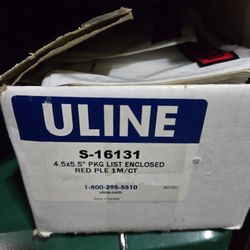 ULINE
S-16131
4.5x5.5" PKG LIST ENCLOSED
RED PLE 1M/CT
1-800-295-5510